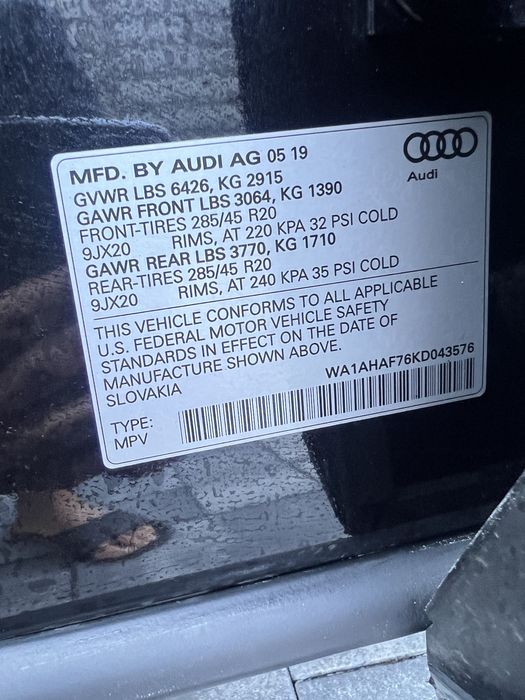 MFD. BY AUDI AG 05 19
Audi
GVWR LBS 6426, KG 2915
GAWR FRONT LBS 3064, KG 1390
FRONT-TIRES 285/45 R20
9JX20 RIMS, AT 220 KPA 32 PSI COLD
GAWR REAR LBS 3770, KG 1710
REAR-TIRES 285/45 R20
9JX20 RIMS, AT 240 KPA 35 PSI COLD
THIS VEHICLE CONFORMS TO ALL APPLICABLE
U.S. FEDERAL MOTOR VEHICLE SAFETY
STANDARDS IN EFFECT ON THE DATE OF
MANUFACTURE SHOWN ABOVE.
SLOVAKIA
WA1AHAF76KD043576
TYPE:
MPV